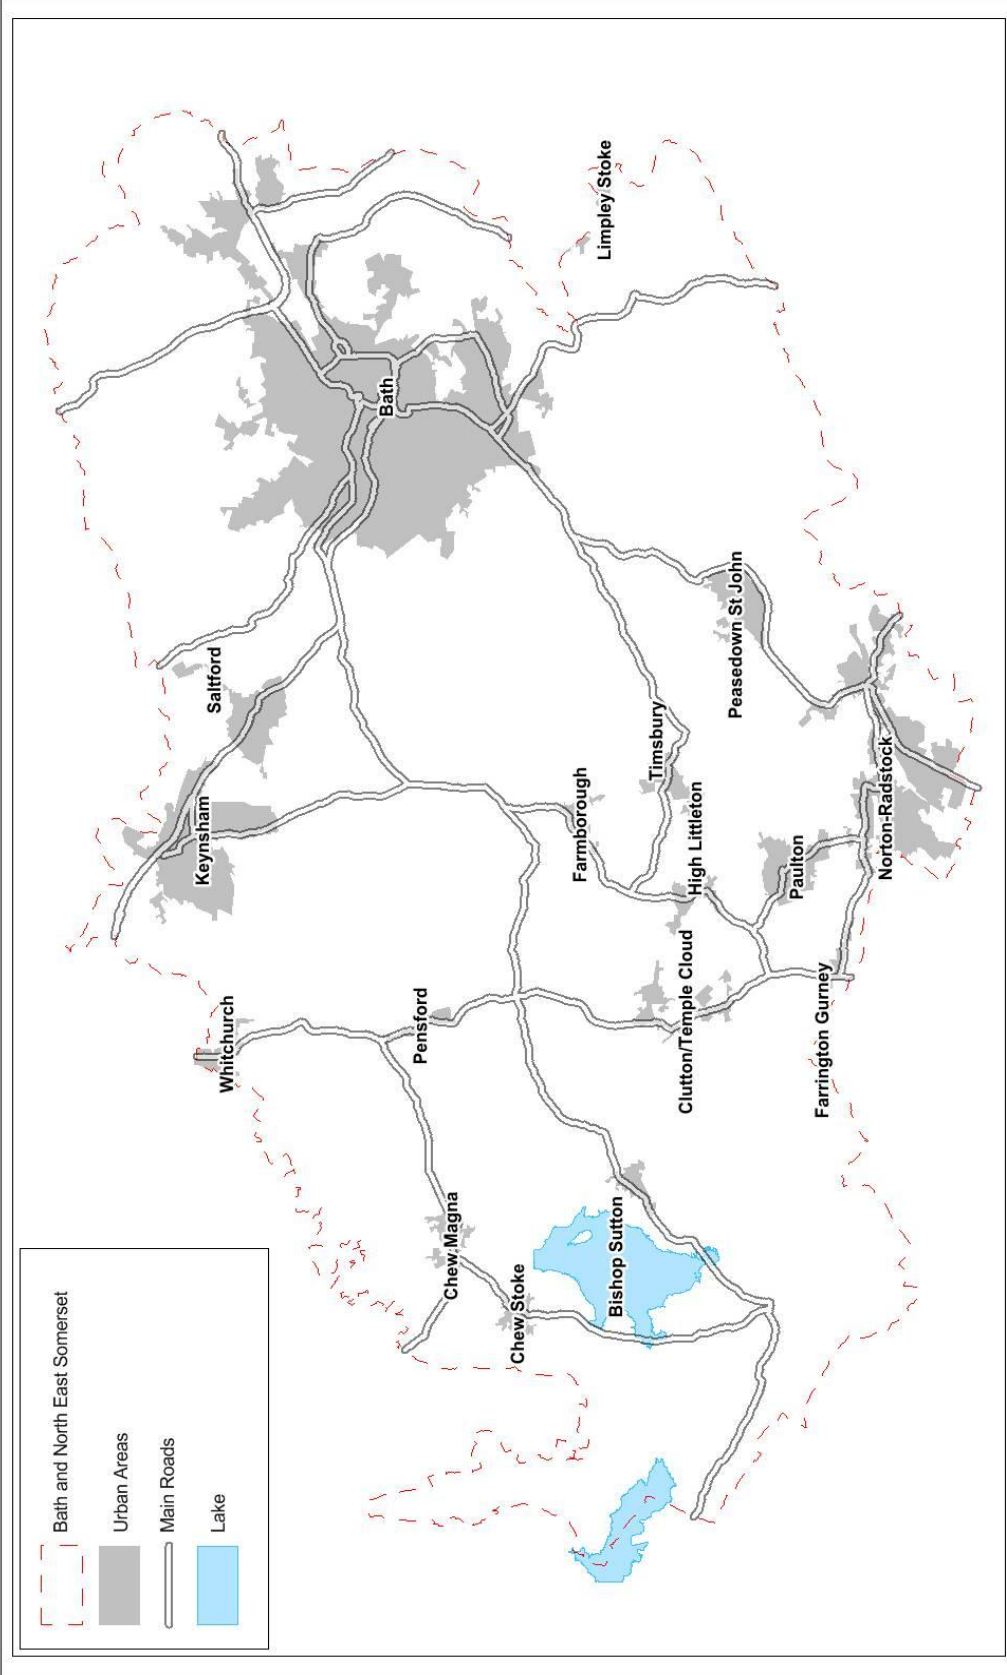 Bath and North East Somerset
Urban Areas
Main Roads
Lake
Saltford
Keynsham
Whitchurch
Bath
Limpley Stoke
Pensford
Chew Magna
Chew Stoke
Farmborough
Timsbury
Bishop Sutton
High Littleton
Clutton/Temple Cloud
Peasedown St John
Paulton
Farrington Gurney
Norton-Radstock